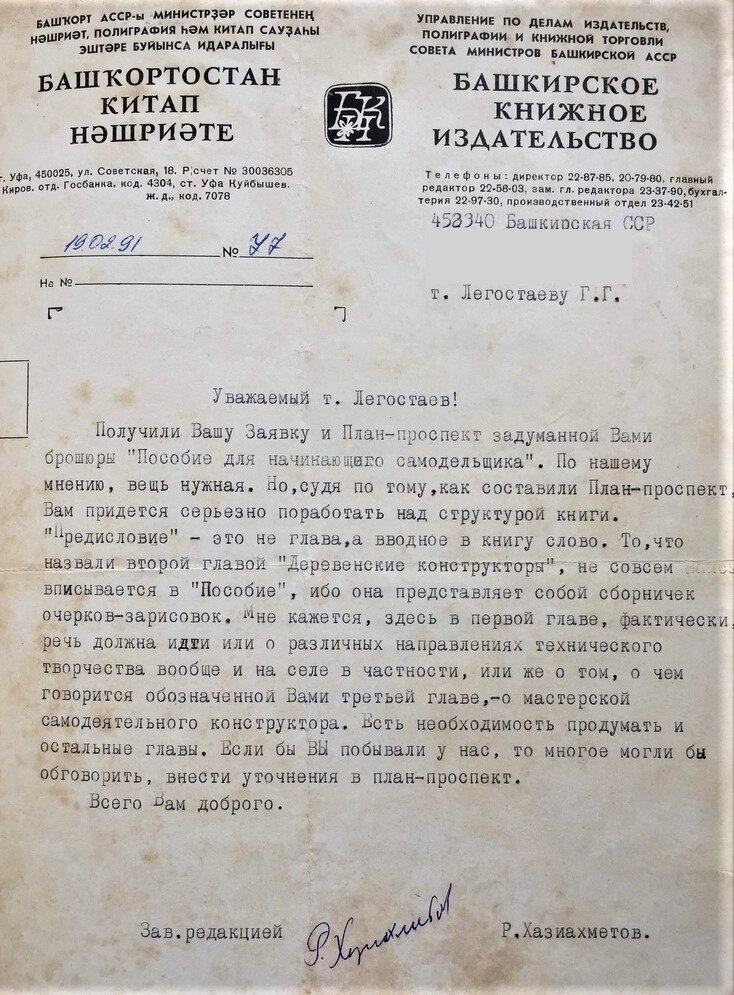 БАШҠОРТ АССР-ы МИНИСТРҘӘР СОВЕТЕНЕҢ
НӘШРИӘТ, ПОЛИГРАФИЯ ҺӘМ КИТАП САУҘАҺЫ
ЭШТӘРЕ БУЙЫНСА ИДАРАЛЫҒЫ
БАШҠОРТОСТАН
КИТАП
НӘШРИӘТЕ
г. Уфа, 450025, ул. Советская, 18. Р/счет № 30036305
Киров. отд. Госбанка, код. 4304, ст. Уфа Куйбышев.
ж. д., код. 7078
19.02.91 № 77
На №
БКН
УПРАВЛЕНИЕ ПО ДЕЛАМ ИЗДАТЕЛЬСТВ,
ПОЛИГРАФИИ И КНИЖНОЙ ТОРГОВЛИ
СОВЕТА МИНИСТРОВ БАШКИРСКОЙ АССР
БАШКИРСКОЕ
КНИЖНОЕ
ИЗДАТЕЛЬСТВО
Телефоны: директор 22-87-85, 20-79-80, главный
редактор 22-58-03, зам. гл. редактора 23-37-90, бухгал-
терия 22-97-30, производственный отдел 23-42-51
453340 Башкирская ССР
т. Легостаеву Г.Г.
Уважаемый т. Легостаев!
Получили Вашу Заявку и План-проспект задуманной Вами
брошюры "Пособие для начинающего самодельщика". По нашему
мнению, вещь нужная. Но,судя по тому,как составили План-проспект,
Вам придется серьезно поработать над структурой книги.
"Предисловие" - это не глава,а вводное в книгу слово. То,что
назвали второй главой "Деревенские конструкторы", не совсем
вписывается в "Пособие", ибо она представляет собой сборничек
очерков-зарисовок. Мне кажется, здесь в первой главе, фактически,
речь должна идти или о различных направлениях технического
творчества вообще и на селе в частности, или же о том, о чем
говорится обозначенной Вами третьей главе,-о мастерской
самодеятельного конструктора. Есть необходимость продумать и
остальные главы. Если бы ВЫ побывали у нас, то многое могли бы
обговорить, внести уточнения в план-проспект.
Всего Вам доброго.
Зав.редакцией Р.Хазиахметов.